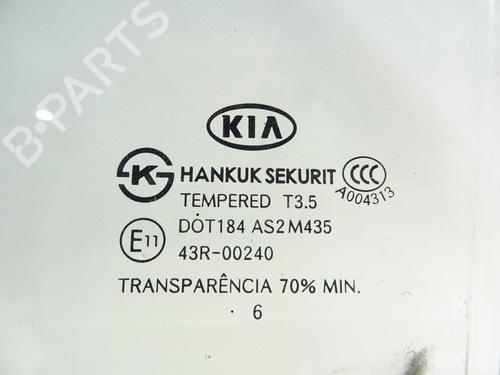 B-PARTS
KIA
K HANKUK SEKURIT CCC
TEMPERED T3.5 A004313
DOT184 AS2 M435
E11 43R-00240
TRANSPARÊNCIA 70% MIN.
. 6